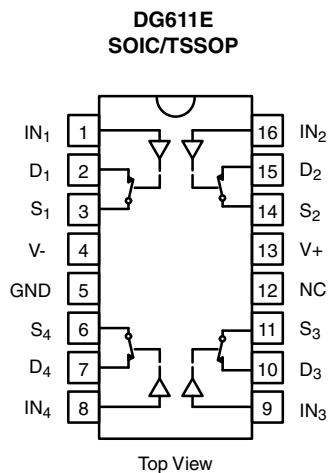 DG611E
SOIC/TSSOP
IN1 1 16 IN2
D1 2 15 D2
S1 3 14 S2
V- 4 13 V+
GND 5 12 NC
S4 6 11 S3
D4 7 10 D3
IN4 8 9 IN3
Top View